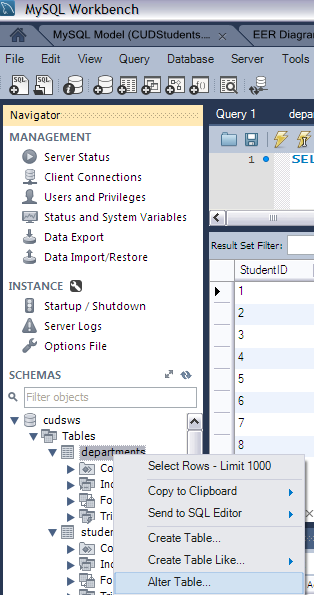 MySQL Workbench
MySQL Model (CUDStudents....
EER Diagra
File Edit View Query Database Server Tools
Navigator
MANAGEMENT
Server Status
Client Connections
Users and Privileges
Status and System Variables
Data Export
Data Import/Restore
INSTANCE
Startup / Shutdown
Server Logs
Options File
SCHEMAS
Filter objects
cudsws
Tables
departments
Co
Inc
Fo
Tri
studen
Co
Ind
Fo
Select Rows - Limit 1000
Copy to Clipboard
Send to SQL Editor
Create Table...
Create Table Like...
Alter Table...
Query 1 depa
1 SEL
Result Set Filter:
StudentID
1
2
3
4
5
6
7
8